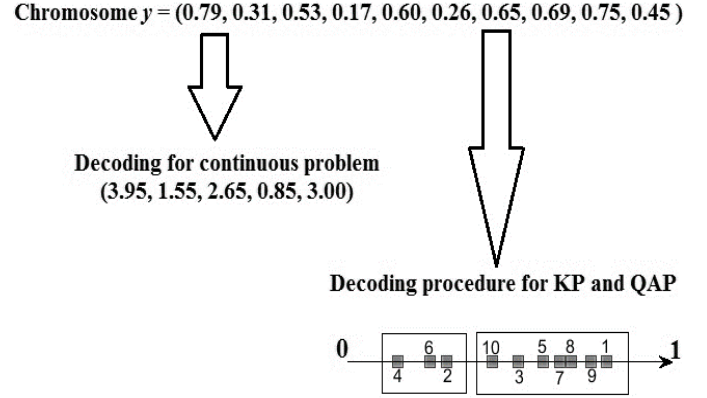 Chromosome y = (0.79, 0.31, 0.53, 0.17, 0.60, 0.26, 0.65, 0.69, 0.75, 0.45 )
Decoding for continuous problem
(3.95, 1.55, 2.65, 0.85, 3.00)
Decoding procedure for KP and QAP
0 6 10 5 8 1 1
4 2 3 7 9